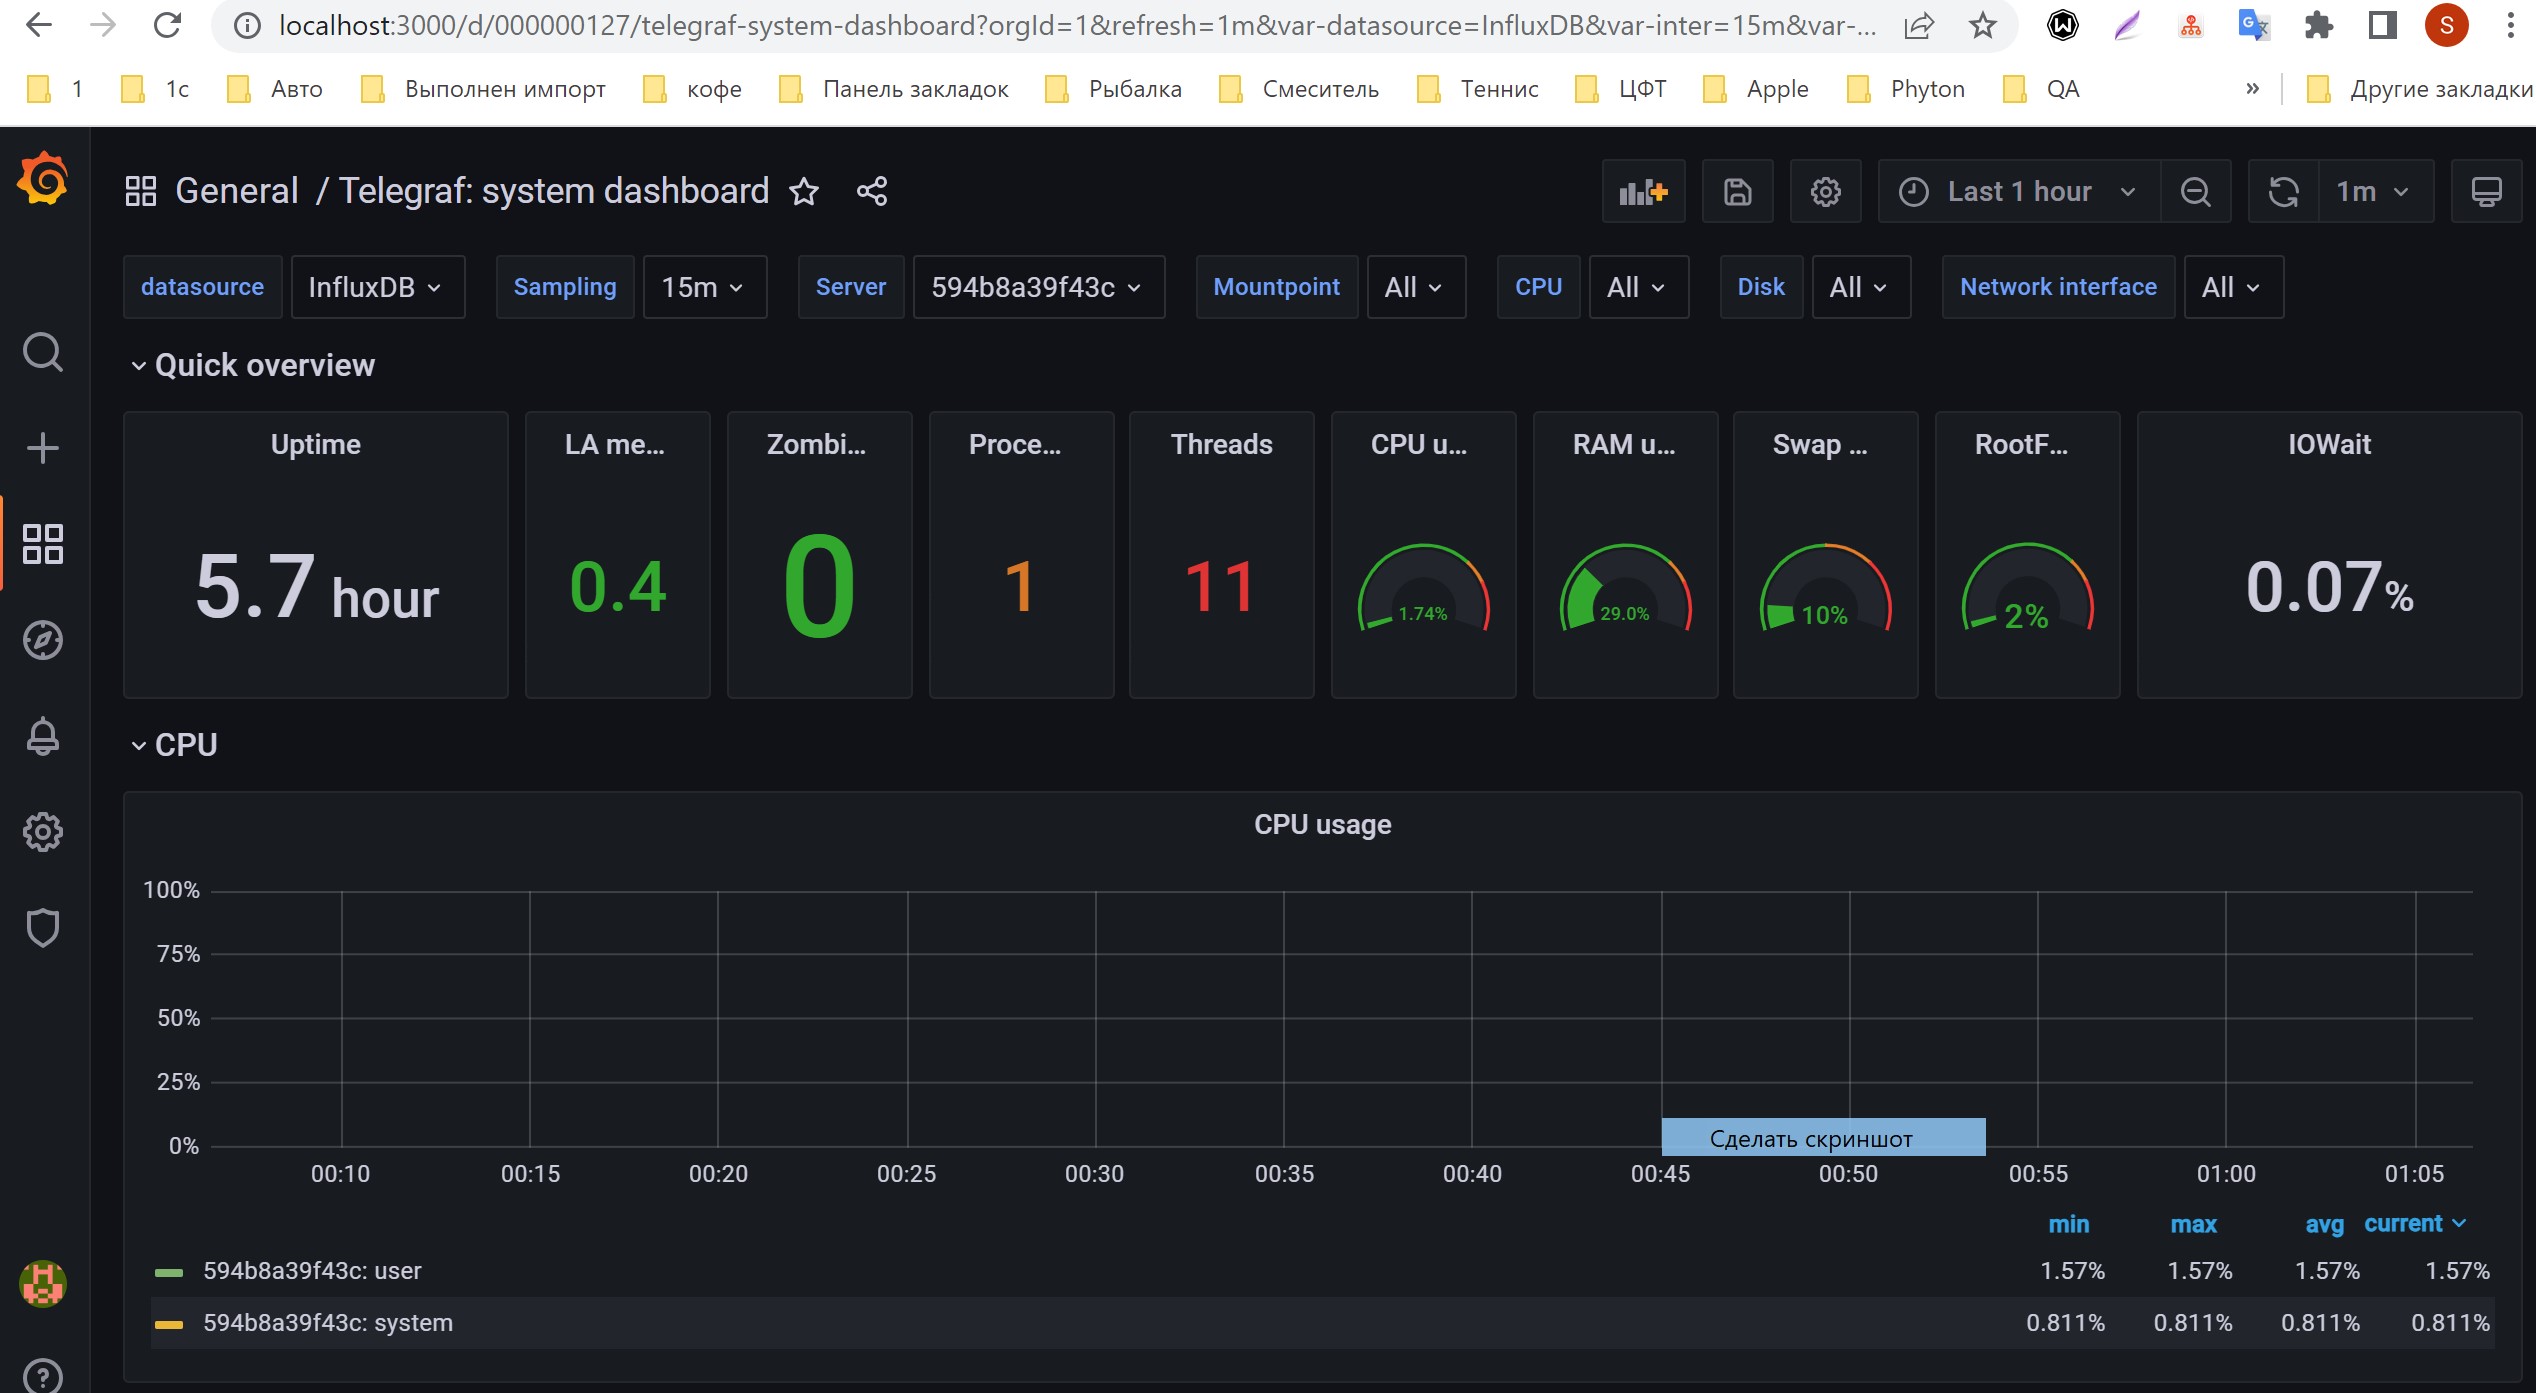 localhost:3000/d/000000127/telegraf-system-dashboard?orgId=1&refresh=1m&var-datasource=InfluxDB&var-inter=15m&var-... S
1 1c Авто Выполнен импорт кофе Панель закладок Рыбалка Смеситель Теннис ЦФТ Apple Phyton QA » Другие закладки
General / Telegraf: system dashboard Last 1 hour 1m
datasource InfluxDB Sampling 15m Server 594b8a39f43c Mountpoint All CPU All Disk All Network interface All
Quick overview
Uptime LA me... Zombi... Proce... Threads CPU u... RAM u... Swap ... RootF... IOWait
5.7 hour 0.4 0 1 11 1.74% 29.0% 10% 2% 0.07%
CPU
CPU usage
100%
75%
50%
25%
0%
Сделать скриншот
00:10 00:15 00:20 00:25 00:30 00:35 00:40 00:45 00:50 00:55 01:00 01:05
min max avg current
594b8a39f43c: user 1.57% 1.57% 1.57% 1.57%
594b8a39f43c: system 0.811% 0.811% 0.811% 0.811%